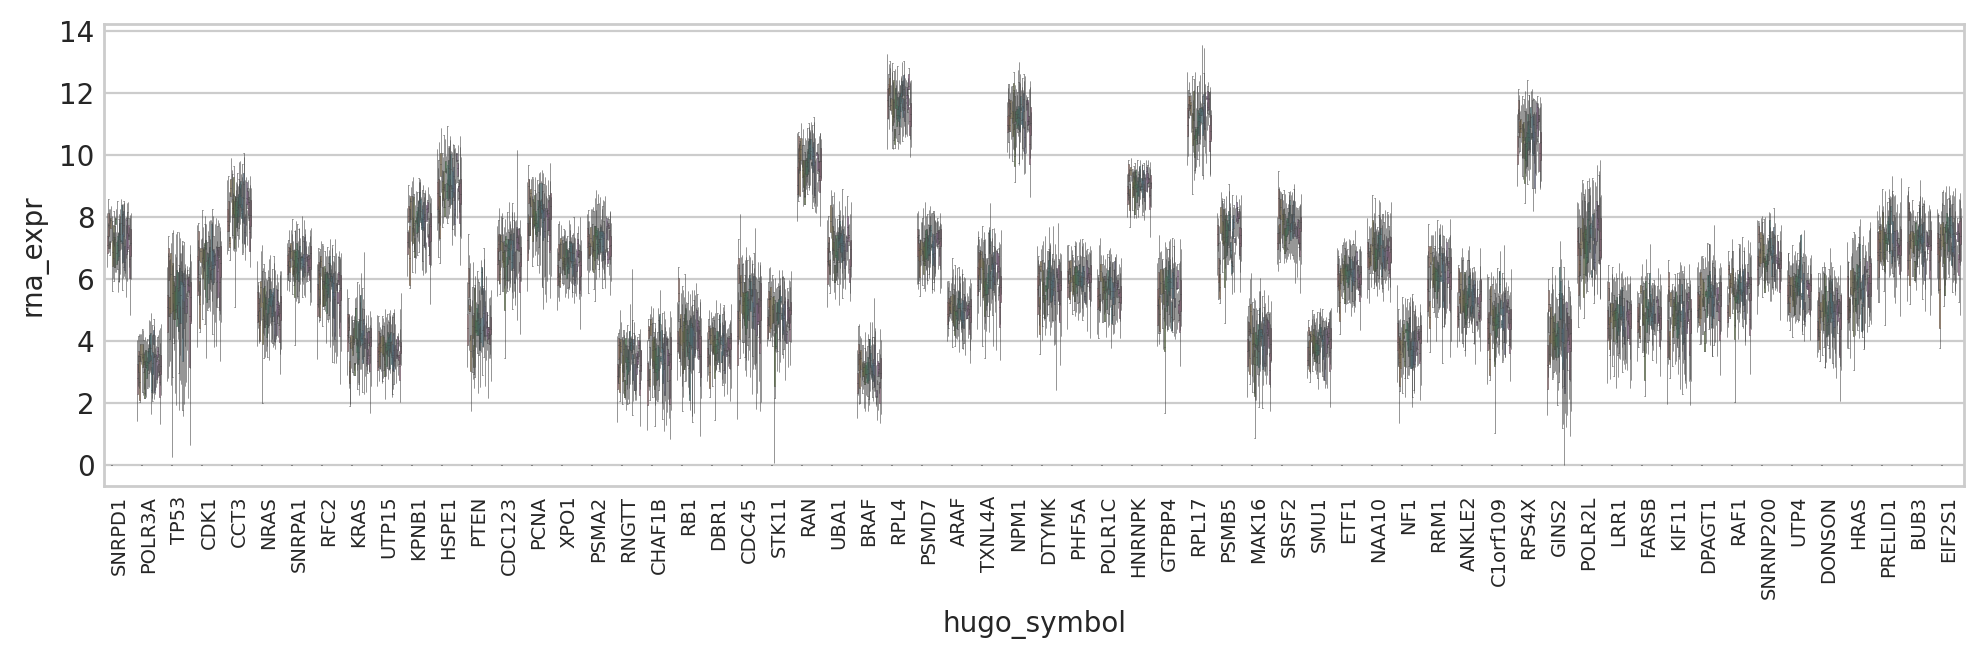 14
12
10
8
6
4
2
0
rna_expr
SNRPD1
POLR3A
TP53
CDK1
CCT3
NRAS
SNRPA1
RFC2
KRAS
UTP15
KPNB1
HSPE1
PTEN
CDC123
PCNA
XPO1
PSMA2
RNGTT
CHAF1B
RB1
DBR1
CDC45
STK11
RAN
UBA1
BRAF
RPL4
PSMD7
ARAF
TXNL4A
NPM1
DTYMK
PHF5A
POLR1C
HNRNPK
GTPBP4
RPL17
PSMB5
MAK16
SRSF2
SMU1
ETF1
NAA10
NF1
RRM1
ANKLE2
C1orf109
RPS4X
GINS2
POLR2L
LRR1
FARSB
KIF11
DPAGT1
RAF1
SNRNP200
UTP4
DONSON
HRAS
PRELID1
BUB3
EIF2S1
hugo_symbol